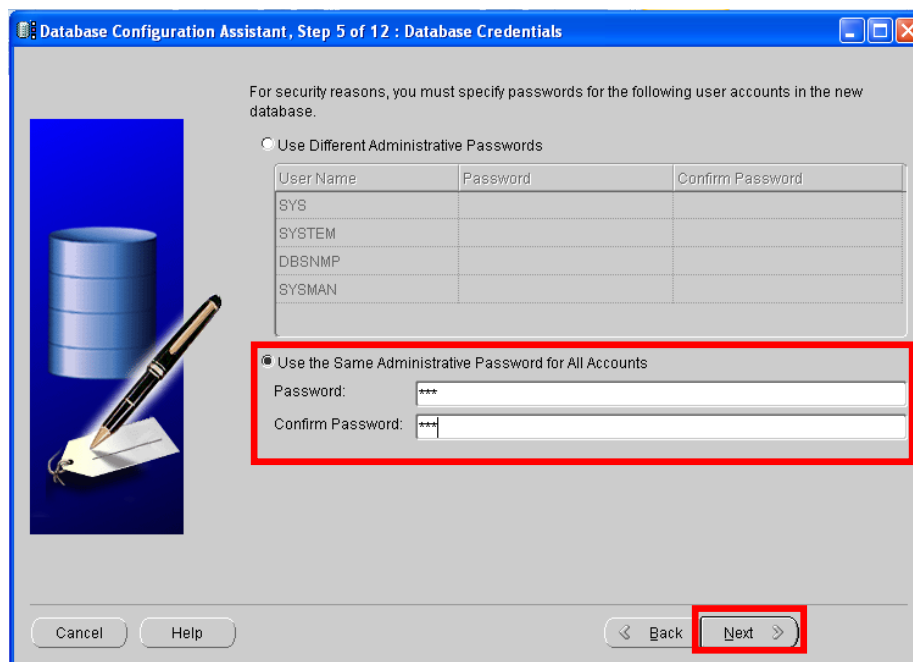 Database Configuration Assistant, Step 5 of 12 : Database Credentials
For security reasons, you must specify passwords for the following user accounts in the new
database.
Use Different Administrative Passwords
User Name Password Confirm Password
SYS
SYSTEM
DBSNMP
SYSMAN
Use the Same Administrative Password for All Accounts
Password: ***
Confirm Password: ***
Cancel Help Back Next